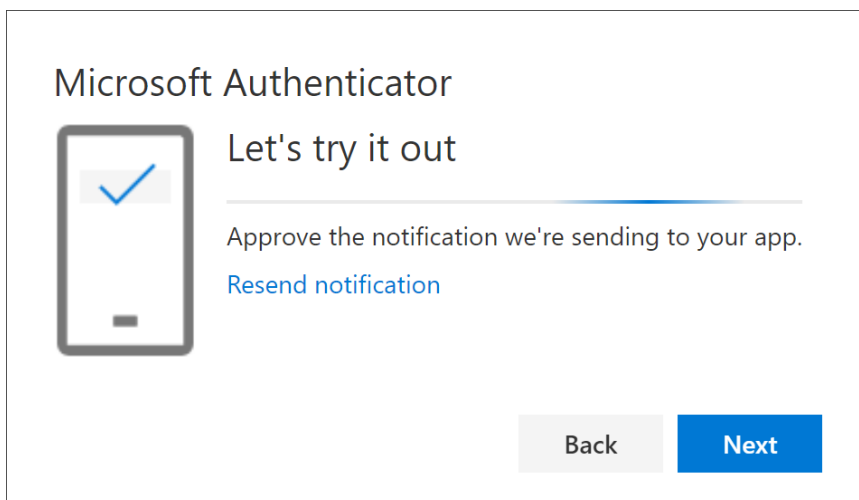 Microsoft Authenticator
Let's try it out
Approve the notification we're sending to your app.
Resend notification
Back
Next